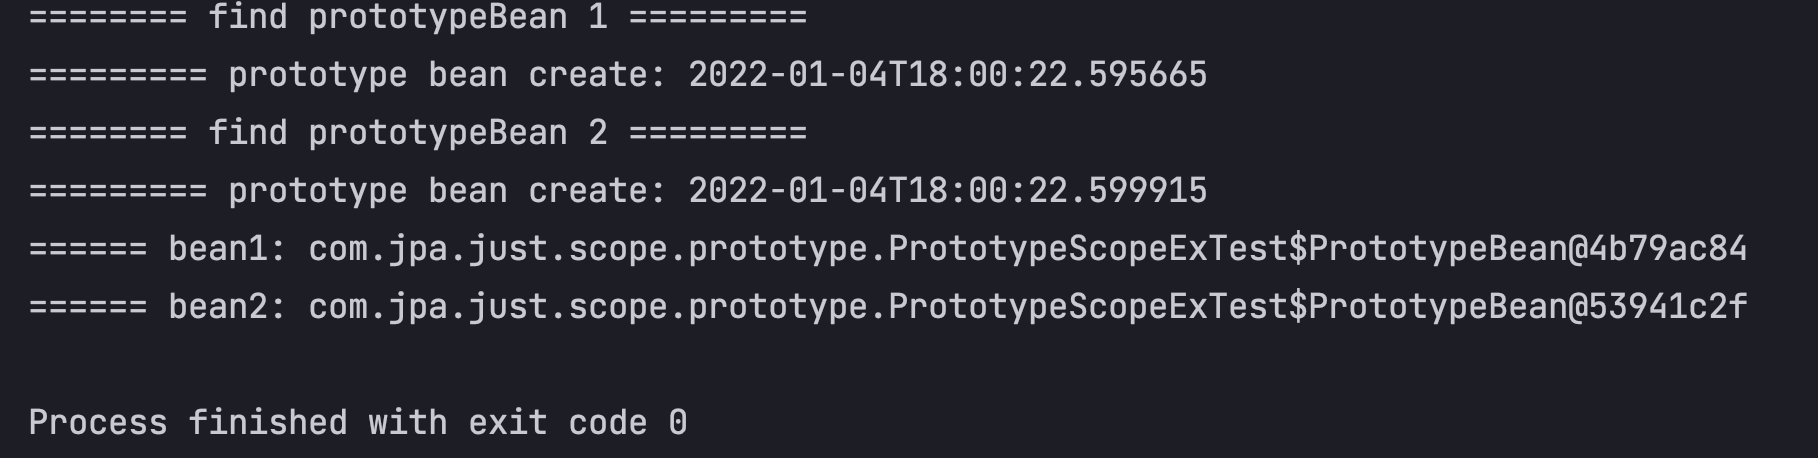 ======== find prototypeBean 1 =========
========= prototype bean create: 2022-01-04T18:00:22.595665
======== find prototypeBean 2 =========
========= prototype bean create: 2022-01-04T18:00:22.599915
====== bean1: com.jpa.just.scope.prototype.PrototypeScopeExTest$PrototypeBean@4b79ac84
====== bean2: com.jpa.just.scope.prototype.PrototypeScopeExTest$PrototypeBean@53941c2f
Process finished with exit code 0